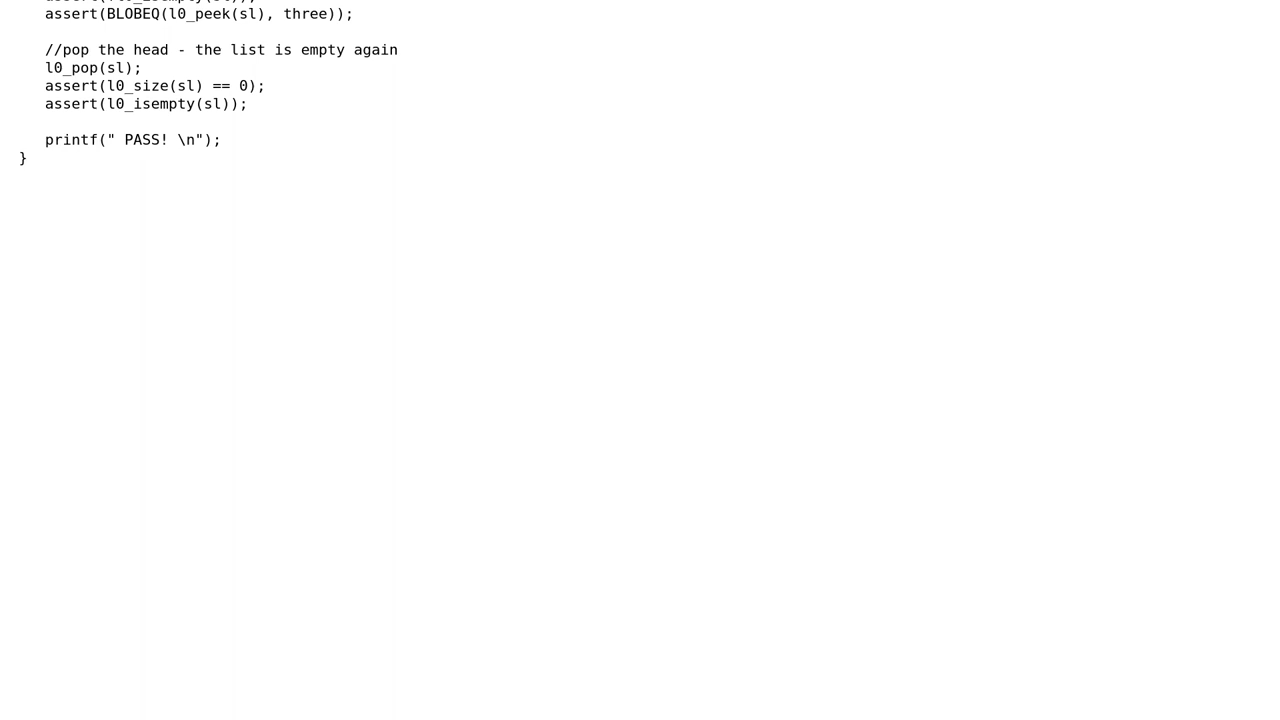 assert(BLOBEQ(l0_peek(sl), three));
//pop the head - the list is empty again
l0_pop(sl);
assert(l0_size(sl) == 0);
assert(l0_isempty(sl));
printf(" PASS! \n");
}